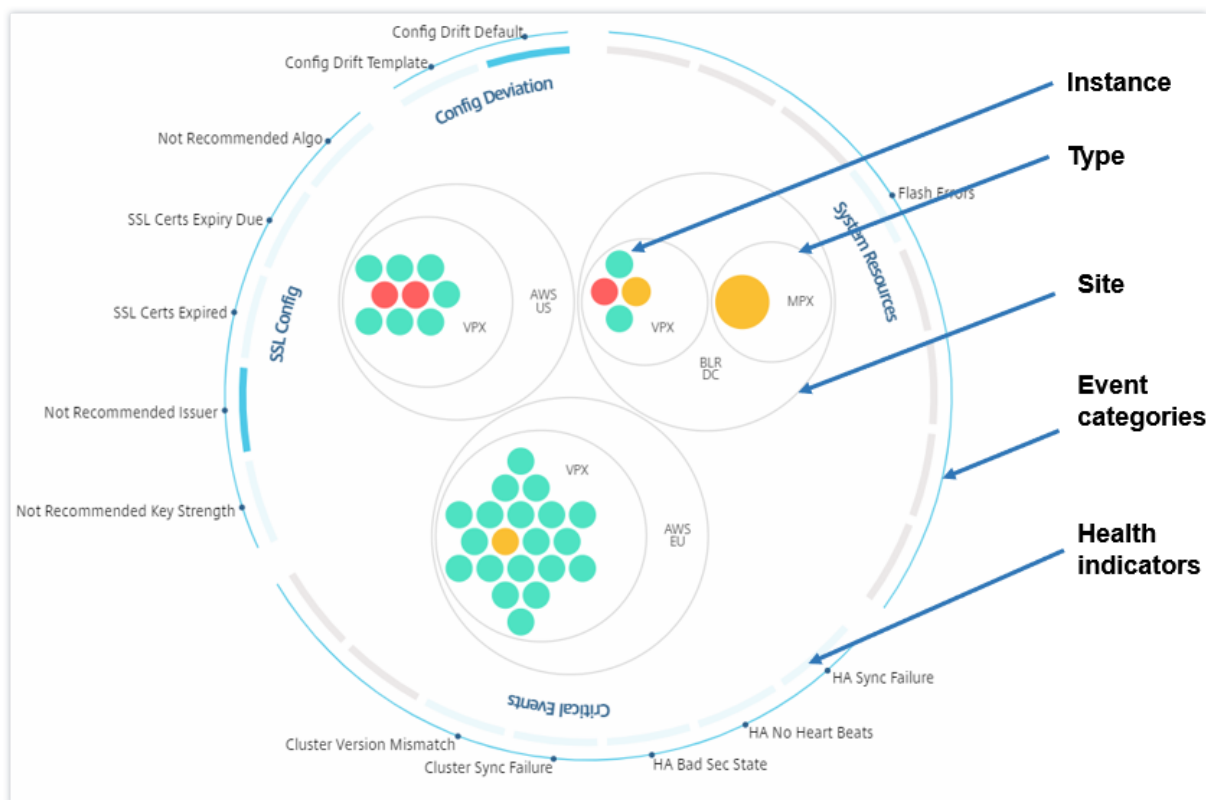 Config Drift Default
Config Drift Template
Config Deviation
Not Recommended Algo
SSL Certs Expiry Due
SSL Certs Expired
SSL Config
Not Recommended Issuer
Not Recommended Key Strength
AWS
US
VPX
VPX
MPX
BLR
DC
VPX
AWS
EU
Flash Errors
System Resources
Critical Events
Cluster Version Mismatch
Cluster Sync Failure
HA Bad Sec State
HA No Heart Beats
HA Sync Failure
Instance
Type
Site
Event
categories
Health
indicators